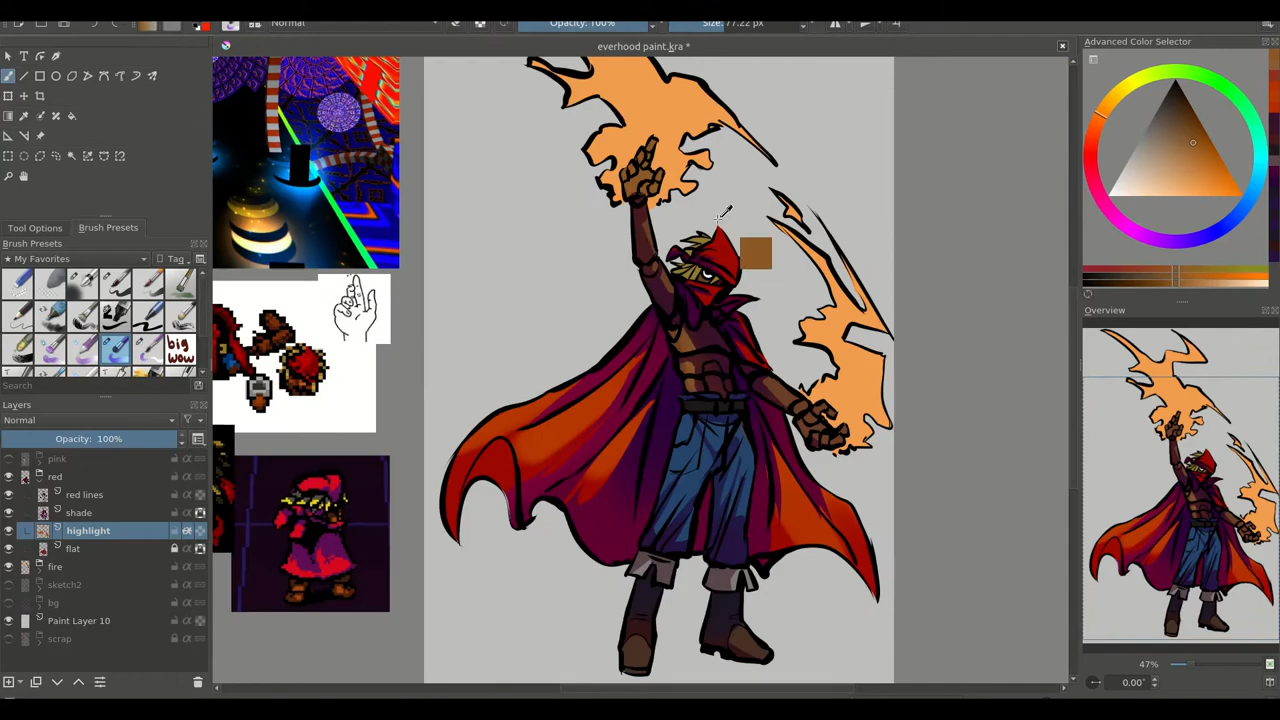 Normal
Opacity: 100%
Size: 77.22 px
everhood paint.kra *
Advanced Color Selector
Tool Options
Brush Presets
Brush Presets
My Favorites
Tag
big
wow
Search
Layers
Normal
Opacity: 100%
pink
red
red lines
shade
highlight
flat
fire
sketch2
bg
Paint Layer 10
scrap
Overview
47%
0.00°